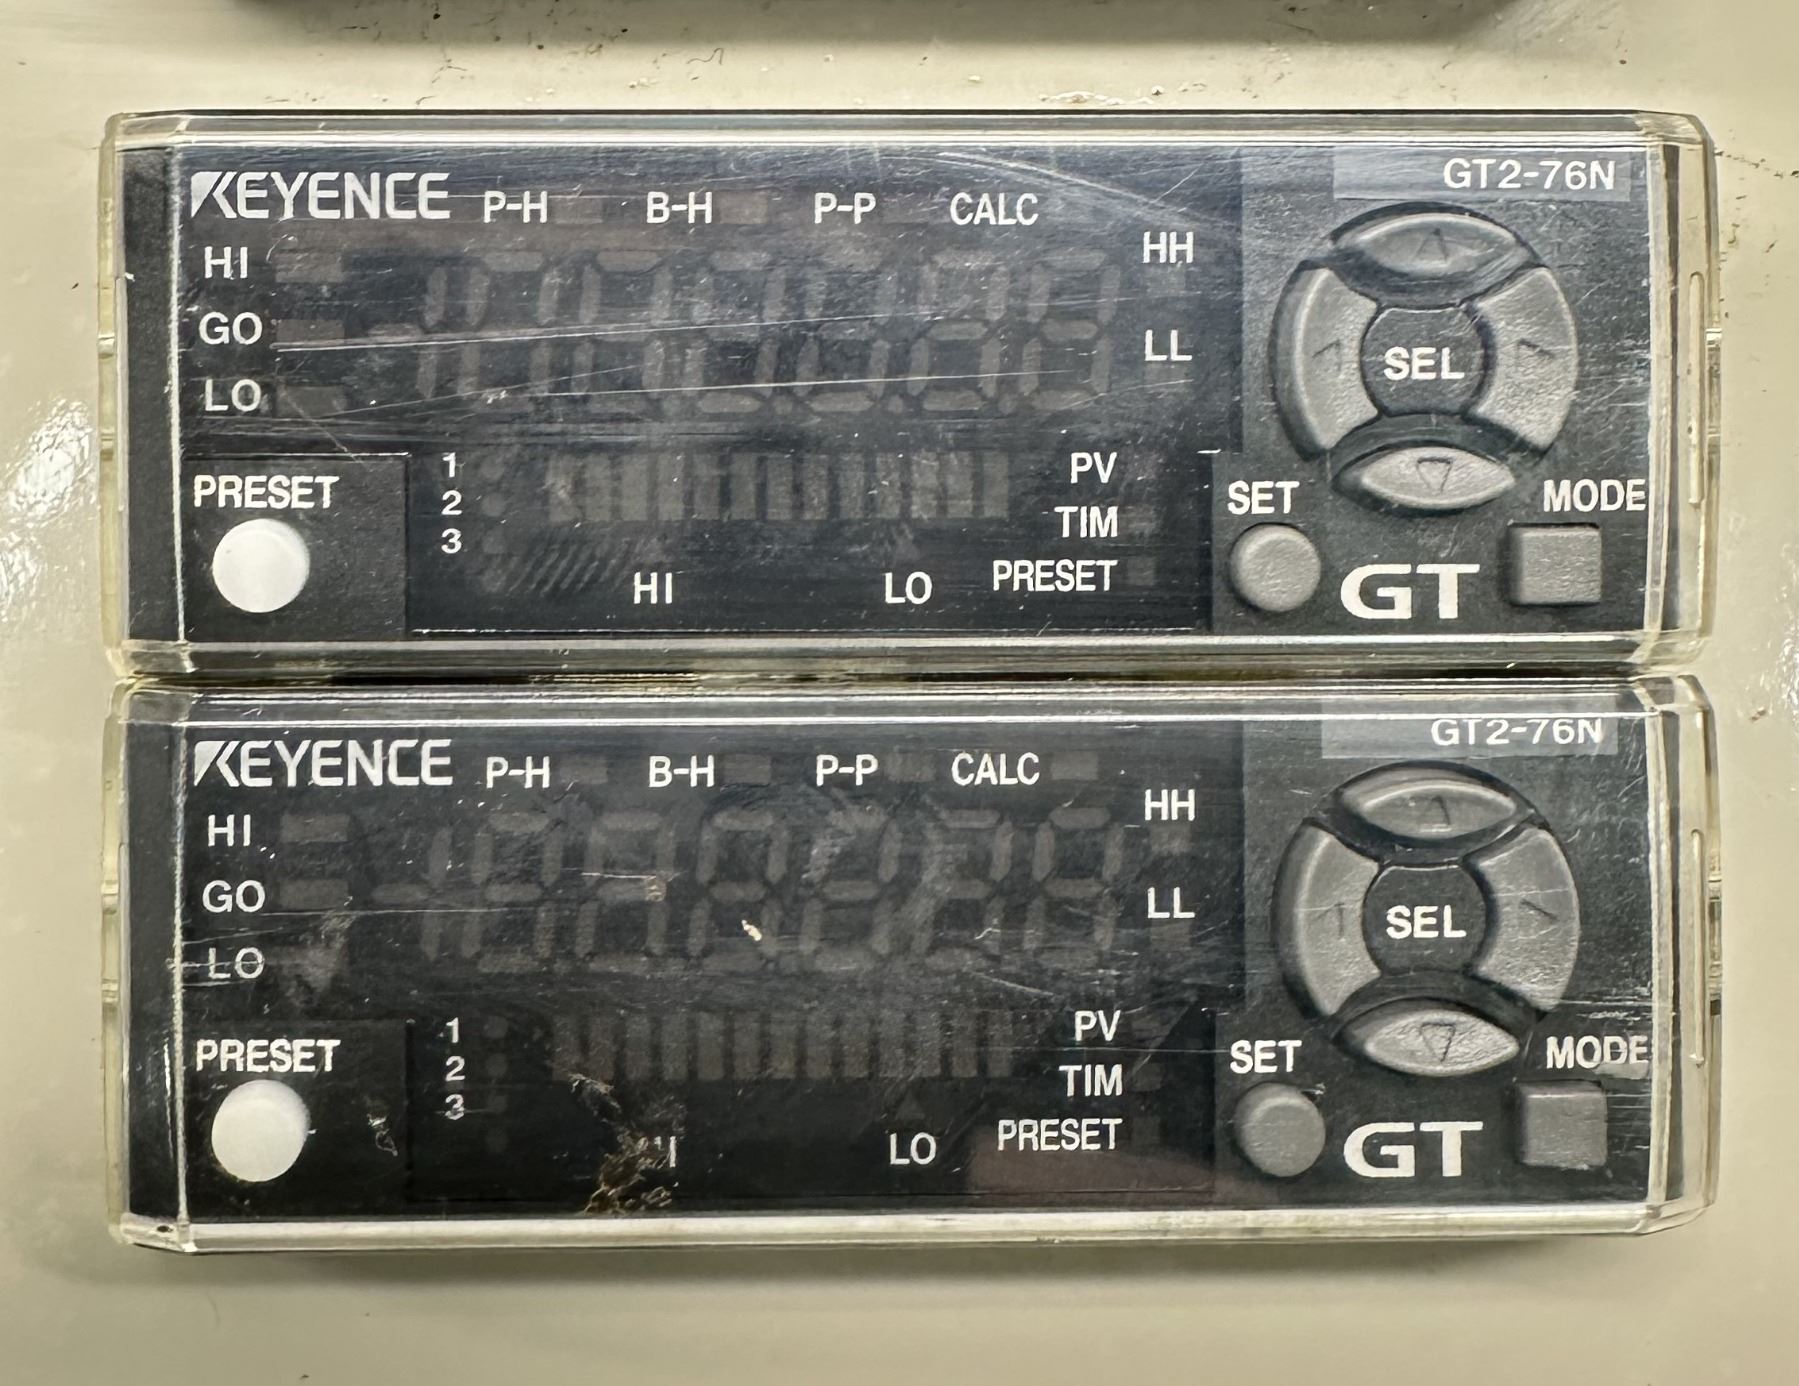 KEYENCE P-H B-H P-P CALC GT2-76N
HI HH
GO LL SEL
LO
PRESET 1 PV SET MODE
2 TIM
3 PRESET
HI LO GT
KEYENCE P-H B-H P-P CALC GT2-76N
HI HH
GO LL SEL
LO
PRESET 1 PV SET MODE
2 TIM
3 PRESET
HI LO GT